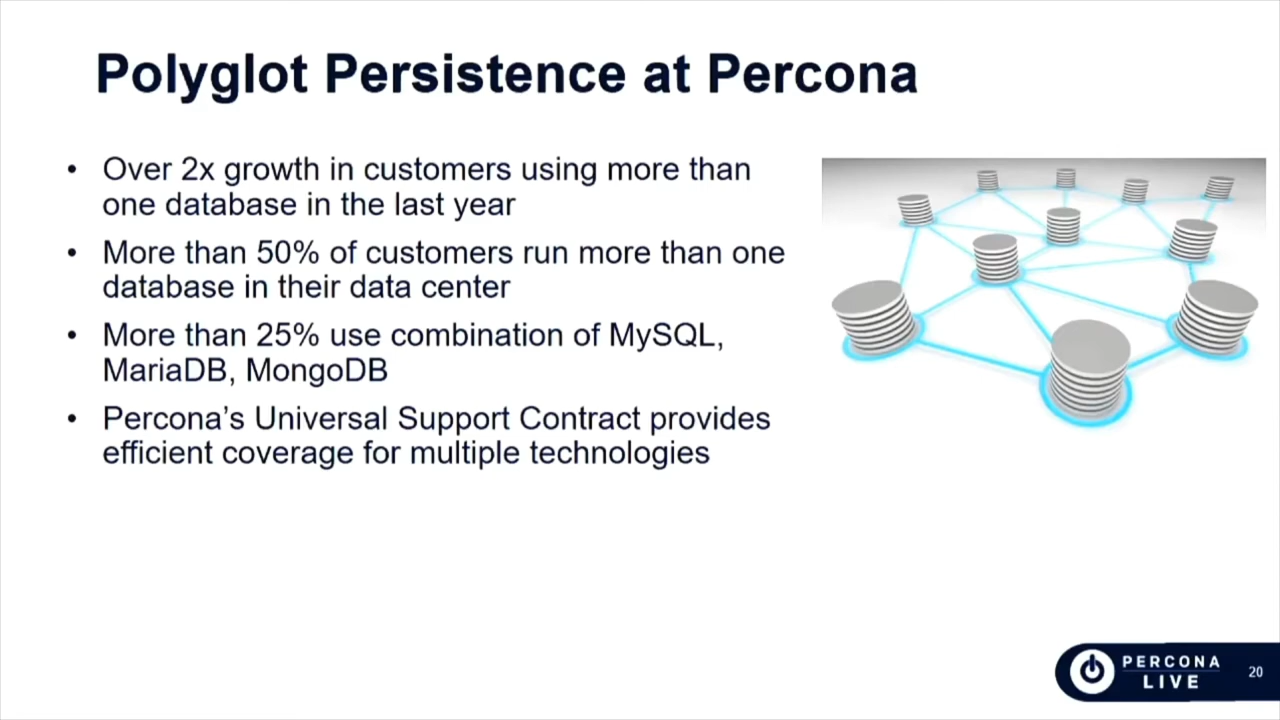 Polyglot Persistence at Percona
• Over 2x growth in customers using more than
one database in the last year
• More than 50% of customers run more than one
database in their data center
• More than 25% use combination of MySQL,
MariaDB, MongoDB
• Percona’s Universal Support Contract provides
efficient coverage for multiple technologies
PERCONA
LIVE
20